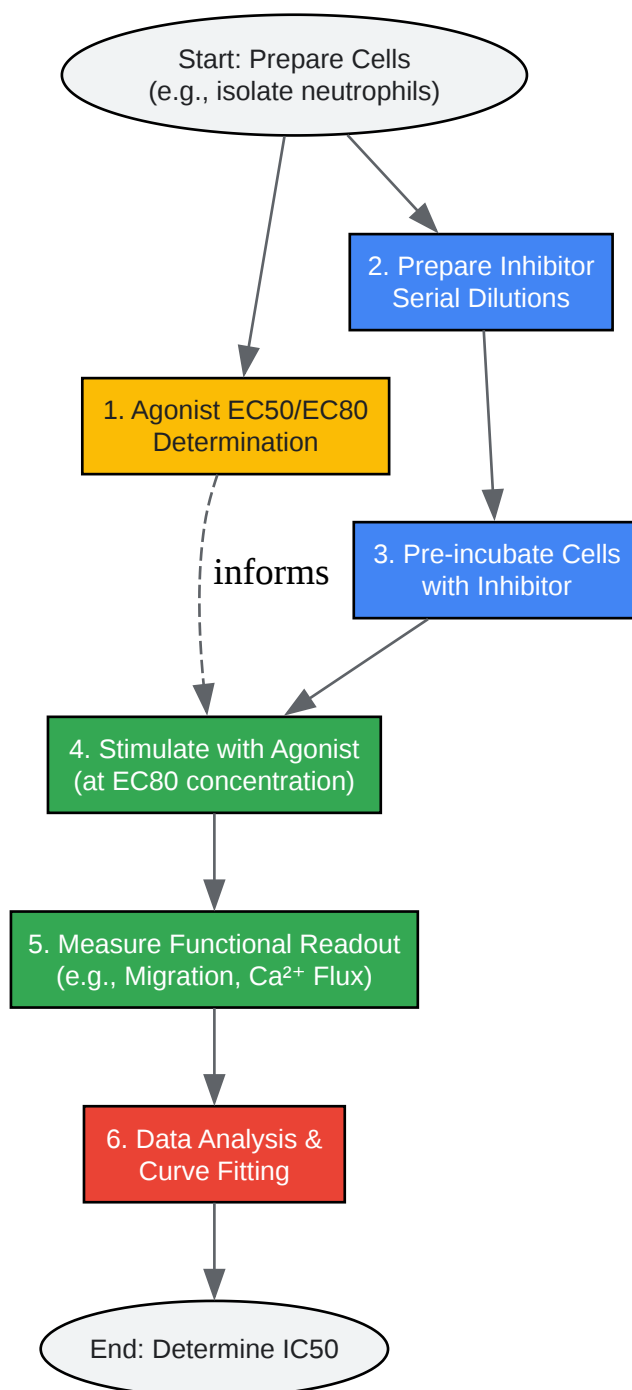 Start: Prepare Cells
(e.g., isolate neutrophils)
2. Prepare Inhibitor
Serial Dilutions
1. Agonist EC50/EC80
Determination
informs
3. Pre-incubate Cells
with Inhibitor
4. Stimulate with Agonist
(at EC80 concentration)
5. Measure Functional Readout
(e.g., Migration, Ca²⁺ Flux)
6. Data Analysis &
Curve Fitting
End: Determine IC50